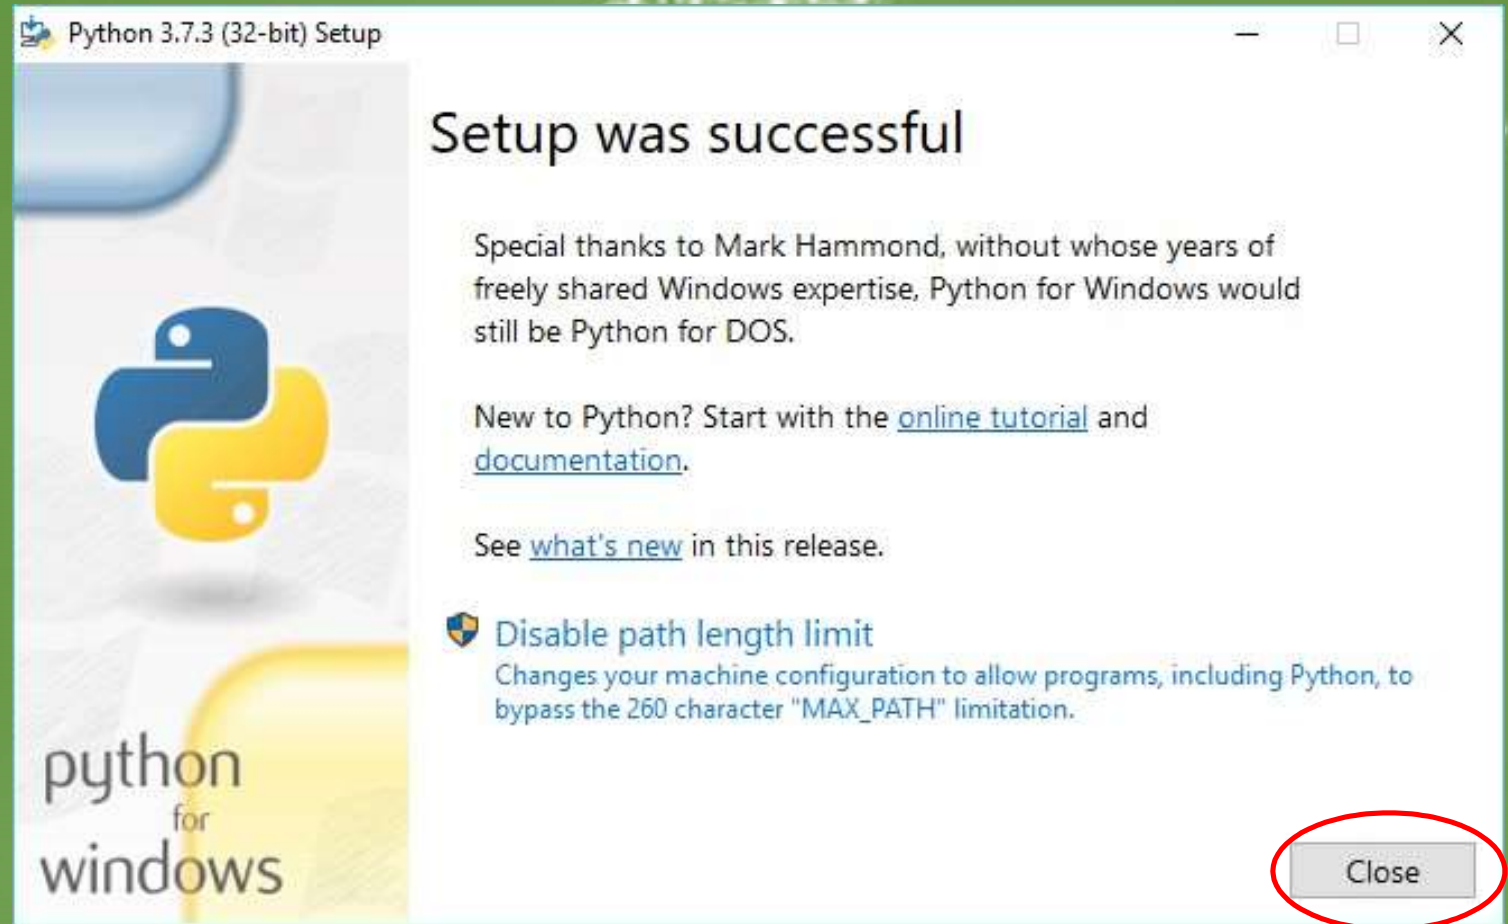 Python 3.7.3 (32-bit) Setup
Setup was successful
Special thanks to Mark Hammond, without whose years of
freely shared Windows expertise, Python for Windows would
still be Python for DOS.
New to Python? Start with the online tutorial and
documentation.
See what's new in this release.
Disable path length limit
Changes your machine configuration to allow programs, including Python, to
bypass the 260 character "MAX_PATH" limitation.
python
for
windows
Close